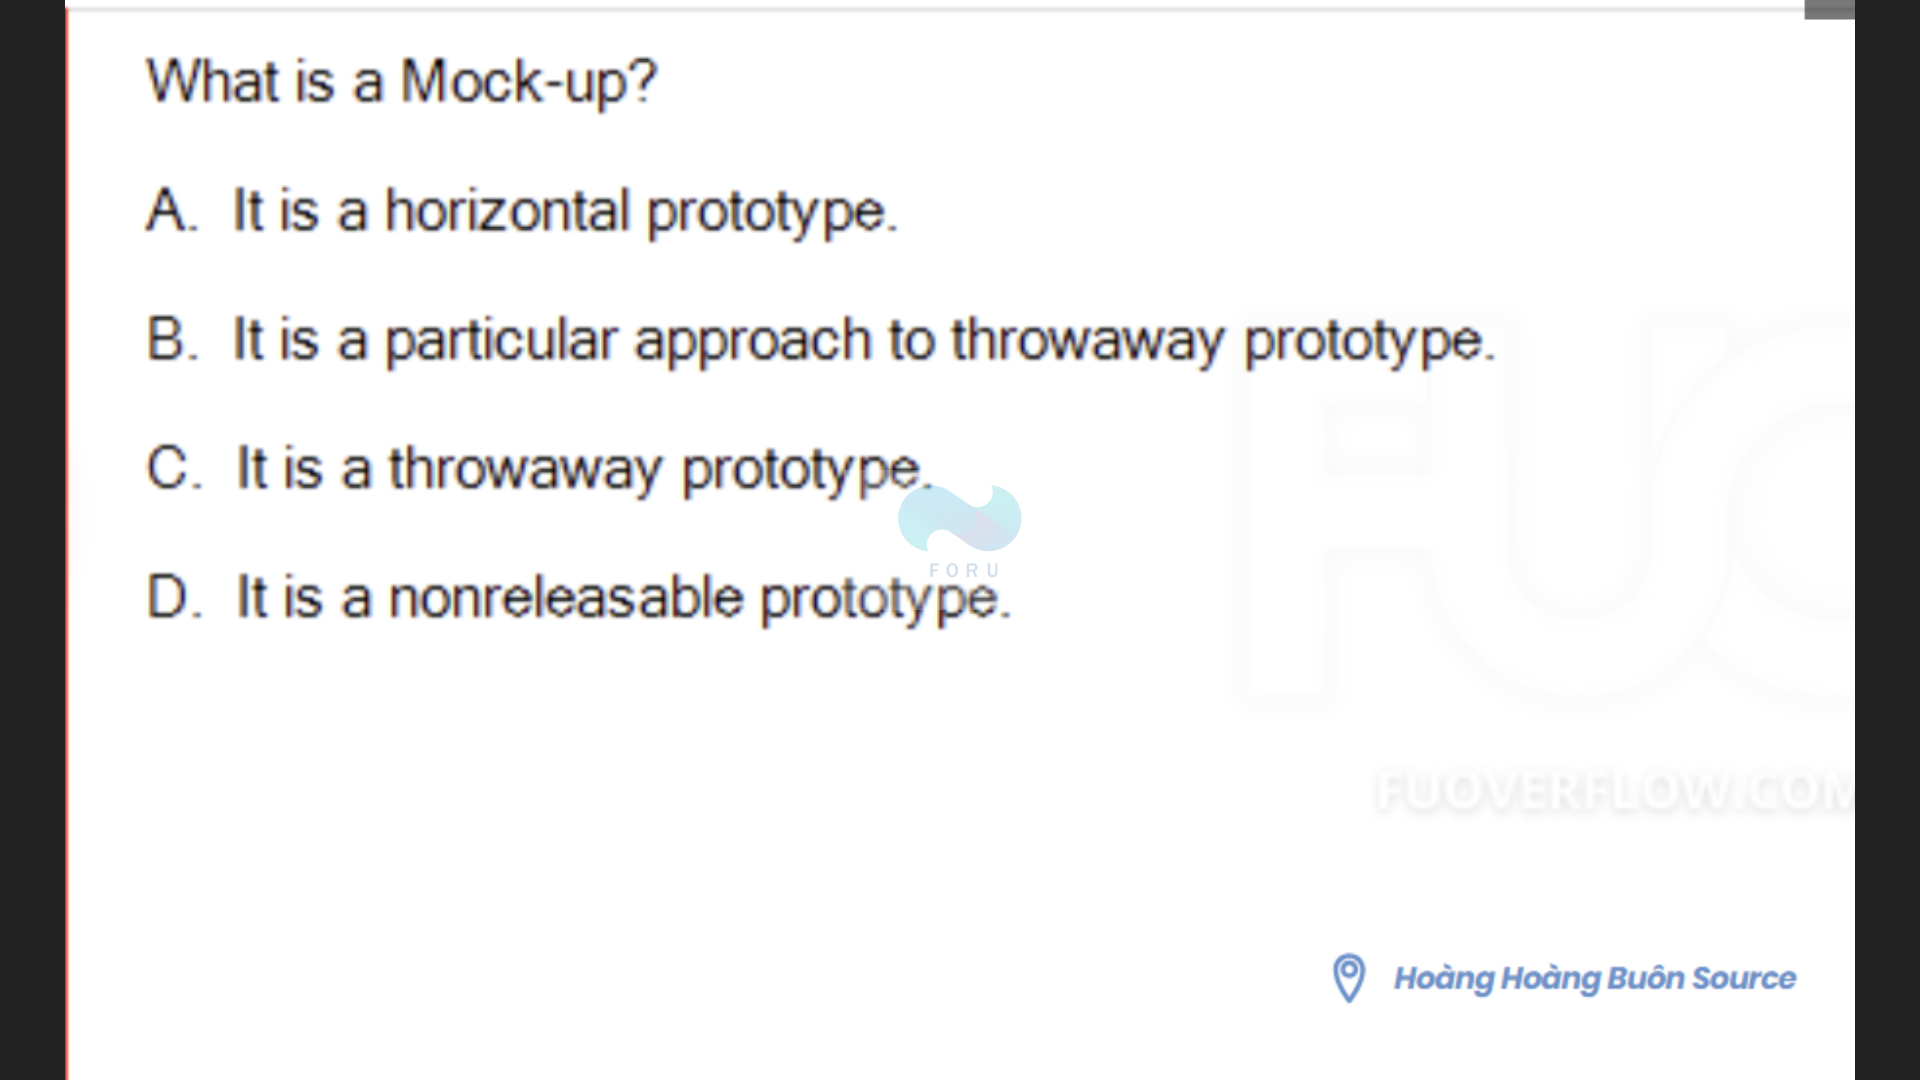 What is a Mock-up?
A. It is a horizontal prototype.
B. It is a particular approach to throwaway prototype.
C. It is a throwaway prototype.
FORU
D. It is a nonreleasable prototype.
FUO
FUOVERFLOW.COM
Hoàng Hoàng Buôn Source